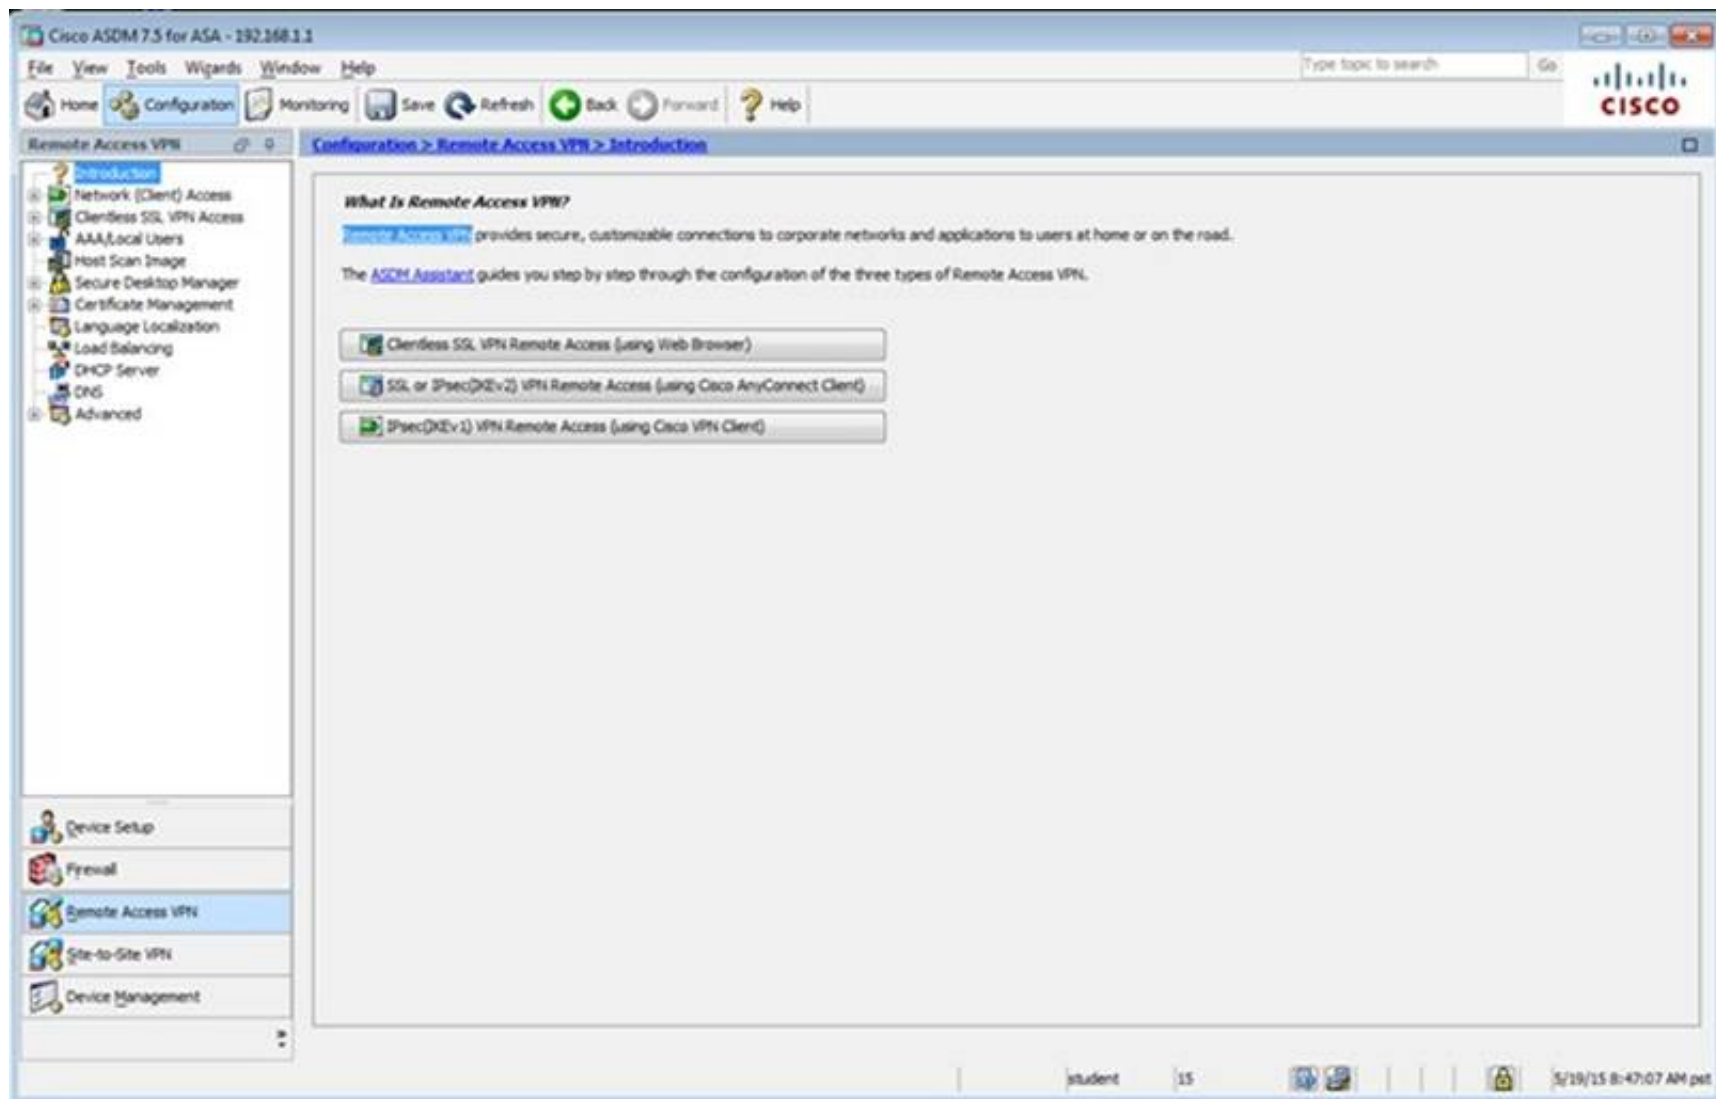 Cisco ASDM 7.5 for ASA - 192.168.1.1
File View Tools Wizards Window Help
Type topic to search Go
Home Configuration Monitoring Save Refresh Back Forward Help
CISCO
Remote Access VPN
Configuration > Remote Access VPN > Introduction
Introduction
Network (Client) Access
Clientless SSL VPN Access
AAA/Local Users
Host Scan Image
Secure Desktop Manager
Certificate Management
Language Localization
Load Balancing
DHCP Server
DNS
Advanced
What Is Remote Access VPN?
Remote Access VPN provides secure, customizable connections to corporate networks and applications to users at home or on the road.
The ASDM Assistant guides you step by step through the configuration of the three types of Remote Access VPN.
Clientless SSL VPN Remote Access (using Web Browser)
SSL or IPsec(IKEv2) VPN Remote Access (using Cisco AnyConnect Client)
IPsec(IKEv1) VPN Remote Access (using Cisco VPN Client)
Device Setup
Firewall
Remote Access VPN
Site-to-Site VPN
Device Management
student 15 5/19/15 8:47:07 AM pst